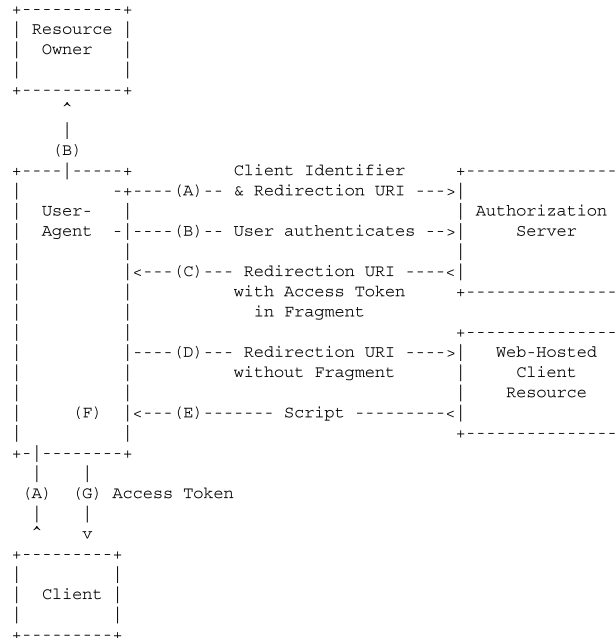 +----------+
| Resource |
|  Owner   |
|          |
+----------+
     ^
     |
    (B)
+----|-----+          Client Identifier      +---------------
|         -+----(A)-- & Redirection URI --->|
|  User-   |                                 | Authorization
|  Agent  -|----(B)-- User authenticates -->|     Server
|          |                                 |
|          |<---(C)--- Redirection URI ----<|
|          |          with Access Token      +---------------
|          |            in Fragment
|          |                                 +---------------
|          |----(D)--- Redirection URI ---->|   Web-Hosted
|          |          without Fragment       |     Client
|          |                                 |    Resource
|     (F)  |<---(E)------- Script --------<|
|          |                                 +---------------
+-|--------+
  |    |
 (A)  (G) Access Token
  |    |
  ^    v
+---------+
|         |
|  Client |
|         |
+---------+